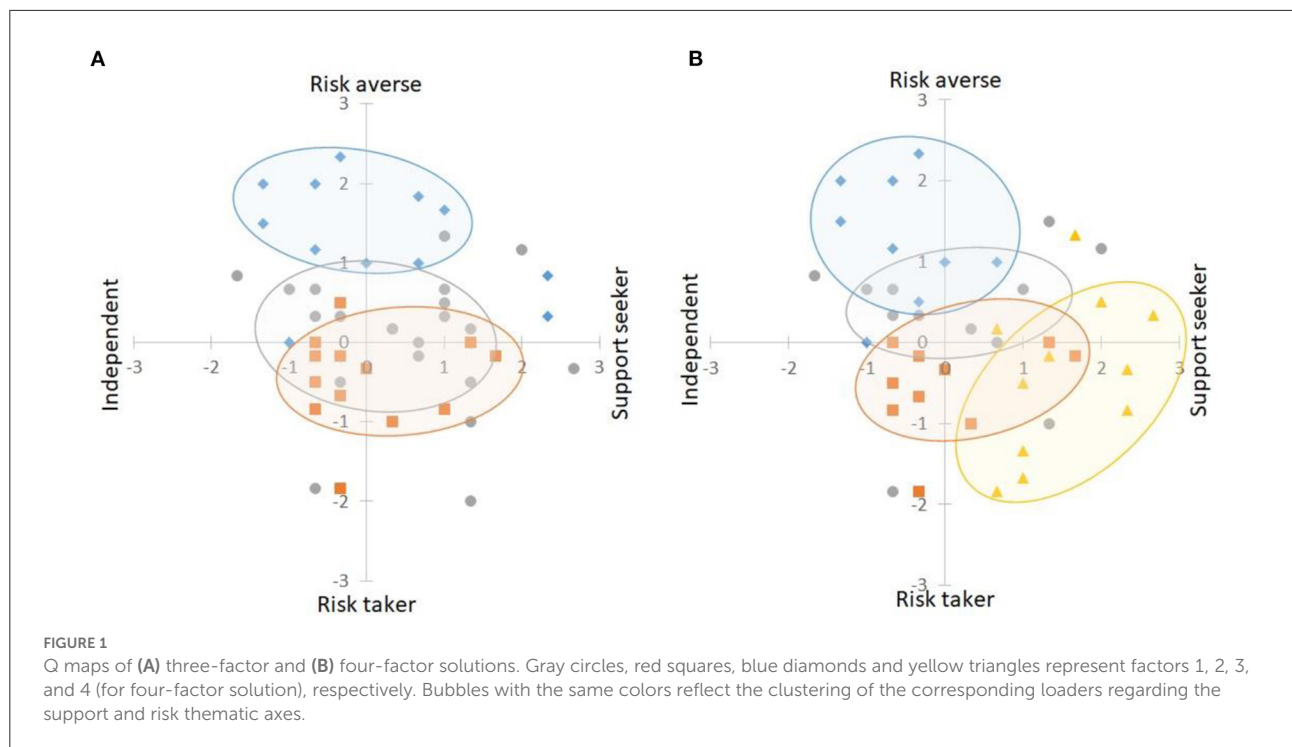 A
B
Risk averse
Risk averse
3
3
2
2
1
1
Independent
-3
-2
-1
0
1
2
3
Support seeker
Independent
-3
-2
-1
0
1
2
3
Support seeker
-1
-1
-2
-2
-3
-3
Risk taker
Risk taker
FIGURE 1
Q maps of (A) three-factor and (B) four-factor solutions. Gray circles, red squares, blue diamonds and yellow triangles represent factors 1, 2, 3,
and 4 (for four-factor solution), respectively. Bubbles with the same colors reflect the clustering of the corresponding loaders regarding the
support and risk thematic axes.